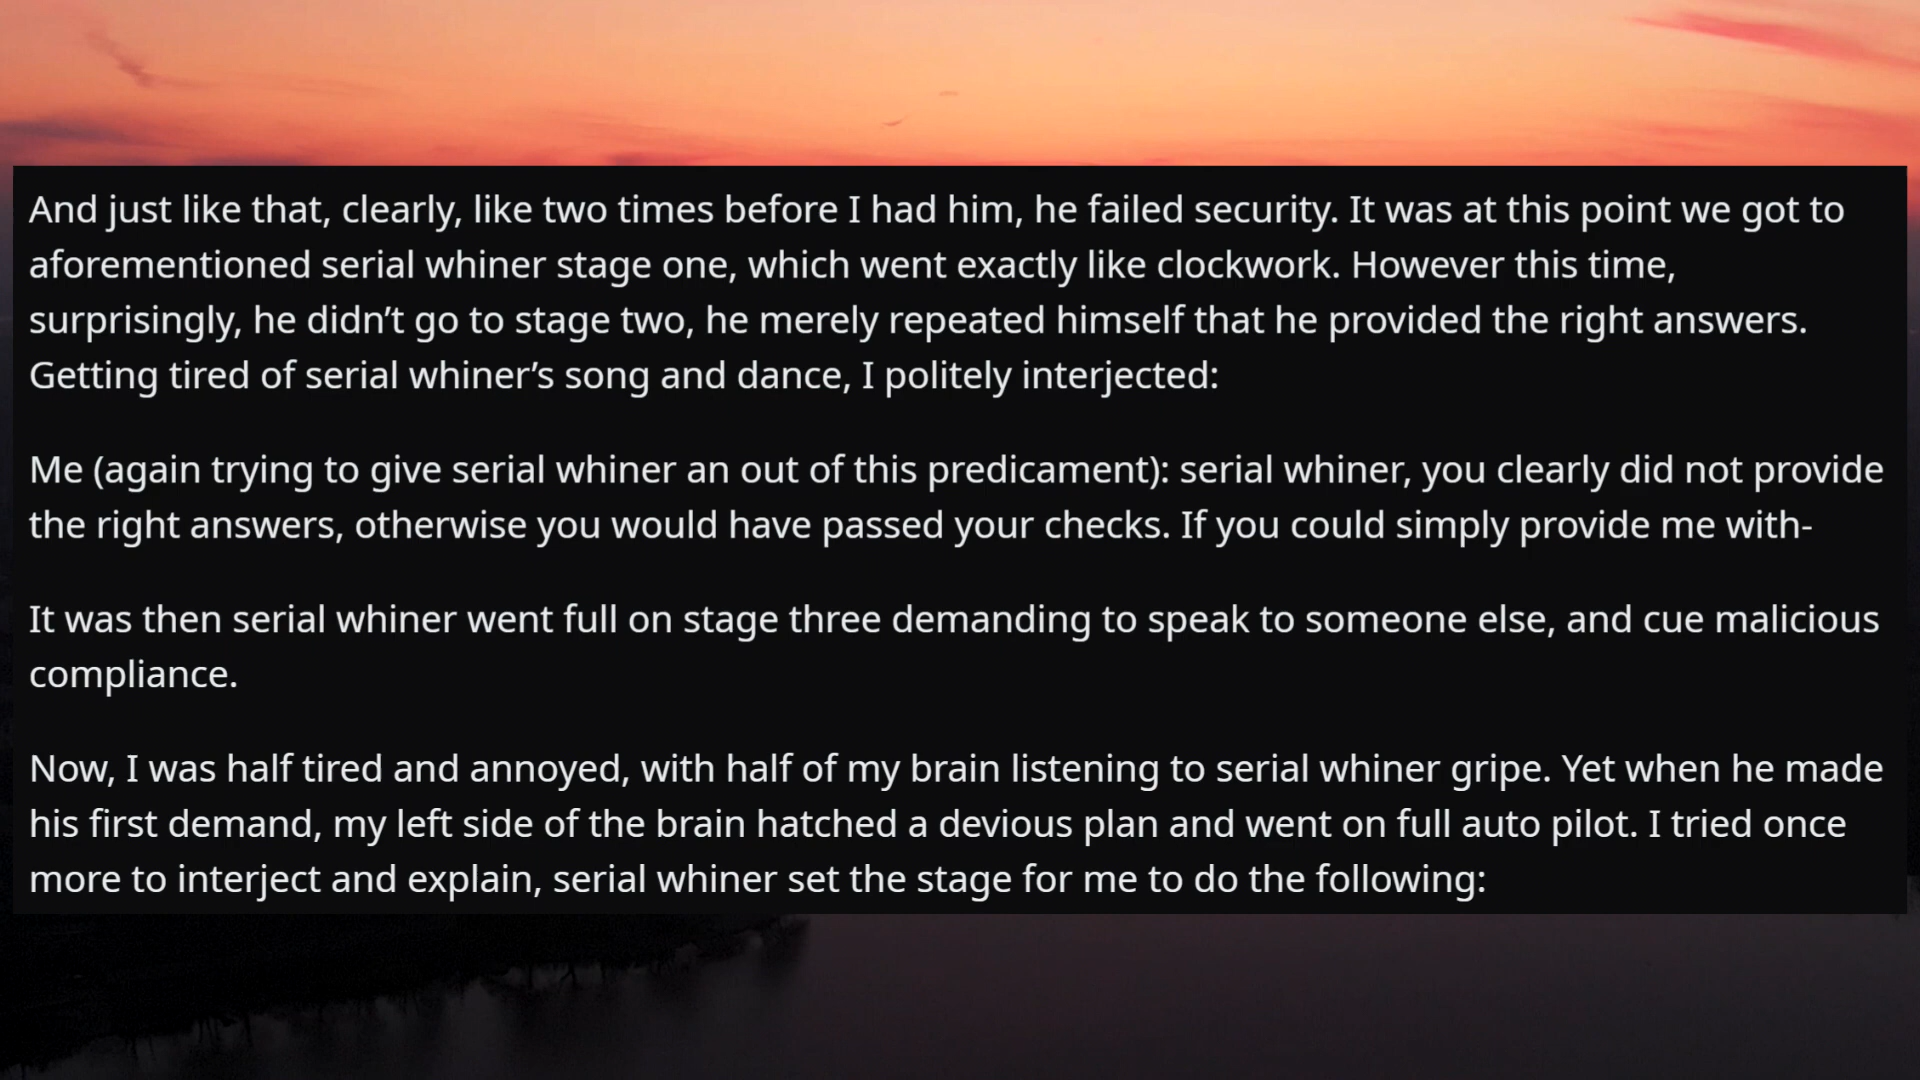 And just like that, clearly, like two times before I had him, he failed security. It was at this point we got to
aforementioned serial whiner stage one, which went exactly like clockwork. However this time,
surprisingly, he didn’t go to stage two, he merely repeated himself that he provided the right answers.
Getting tired of serial whiner’s song and dance, I politely interjected:
Me (again trying to give serial whiner an out of this predicament): serial whiner, you clearly did not provide
the right answers, otherwise you would have passed your checks. If you could simply provide me with-
It was then serial whiner went full on stage three demanding to speak to someone else, and cue malicious
compliance.
Now, I was half tired and annoyed, with half of my brain listening to serial whiner gripe. Yet when he made
his first demand, my left side of the brain hatched a devious plan and went on full auto pilot. I tried once
more to interject and explain, serial whiner set the stage for me to do the following: